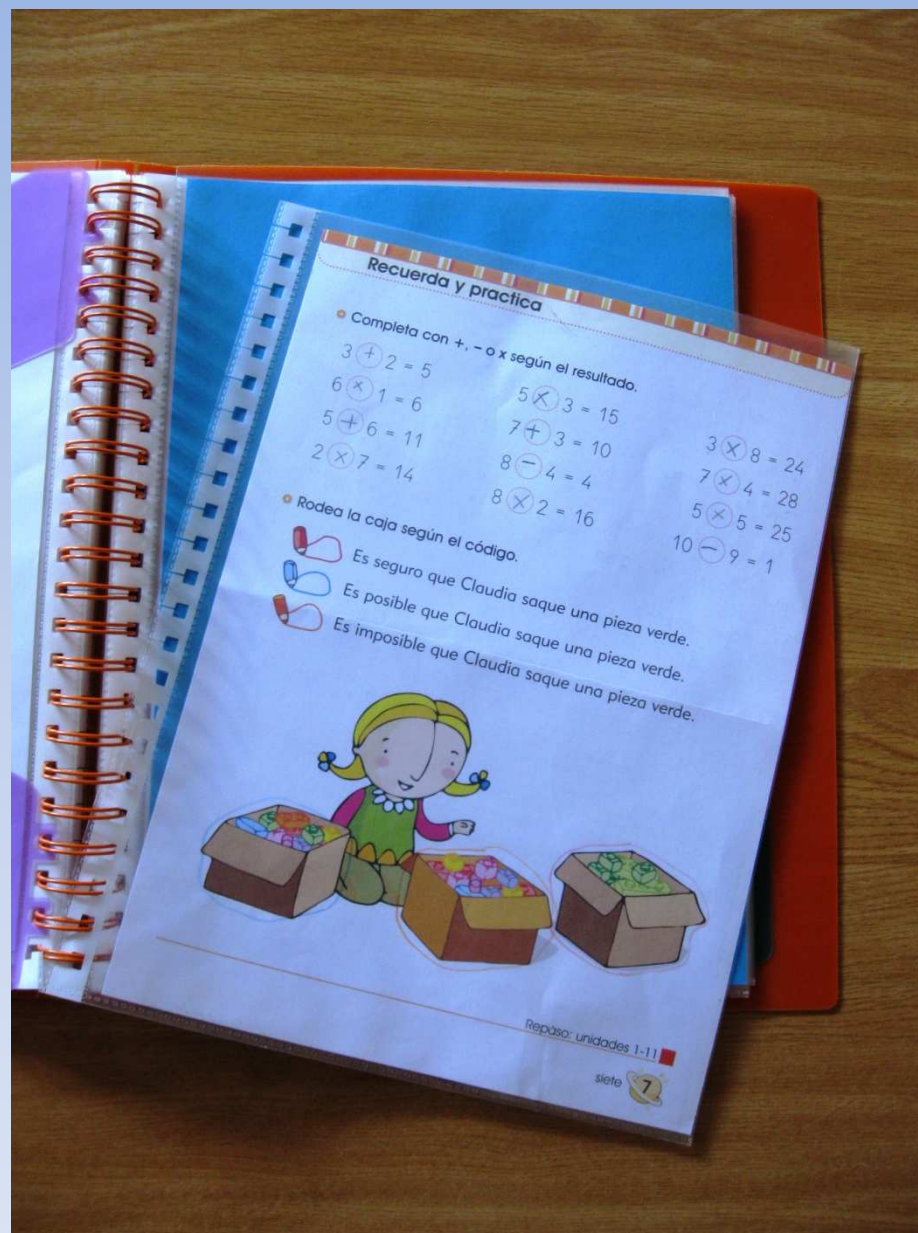 Recuerda y practica
Completa con +, – o x según el resultado.
3 + 2 = 5
6 x 1 = 6
5 + 6 = 11
2 x 7 = 14
5 x 3 = 15
7 + 3 = 10
8 – 4 = 4
8 x 2 = 16
3 x 8 = 24
7 x 4 = 28
5 x 5 = 25
10 – 9 = 1
Rodea la caja según el código.
Es seguro que Claudia saque una pieza verde.
Es posible que Claudia saque una pieza verde.
Es imposible que Claudia saque una pieza verde.
Repaso: unidades 1-11
siete 7